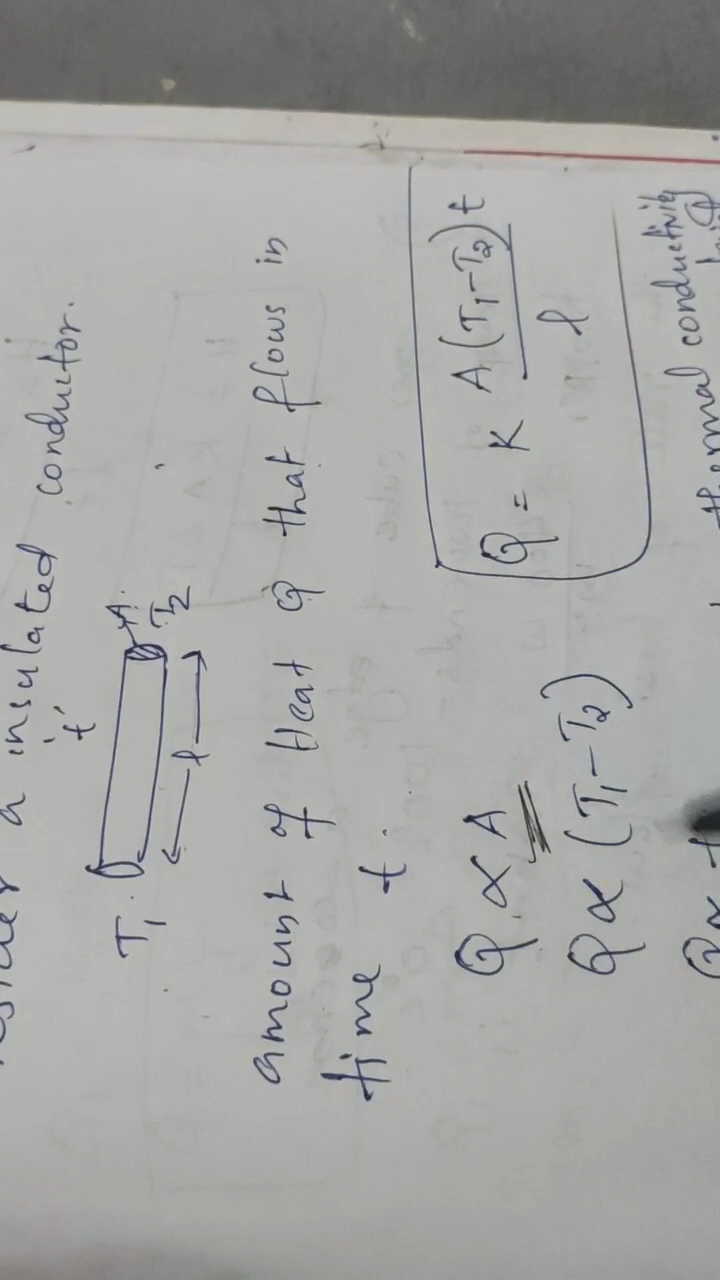 a insulated conductor.
t'
T₁ A.
T₂
l
amount of Heat Q that flows in
time t.
Q ∝ A
Q ∝ (T₁-T₂)
Q ∝ t
Q = K A(T₁-T₂)t / l
thermal conductivity